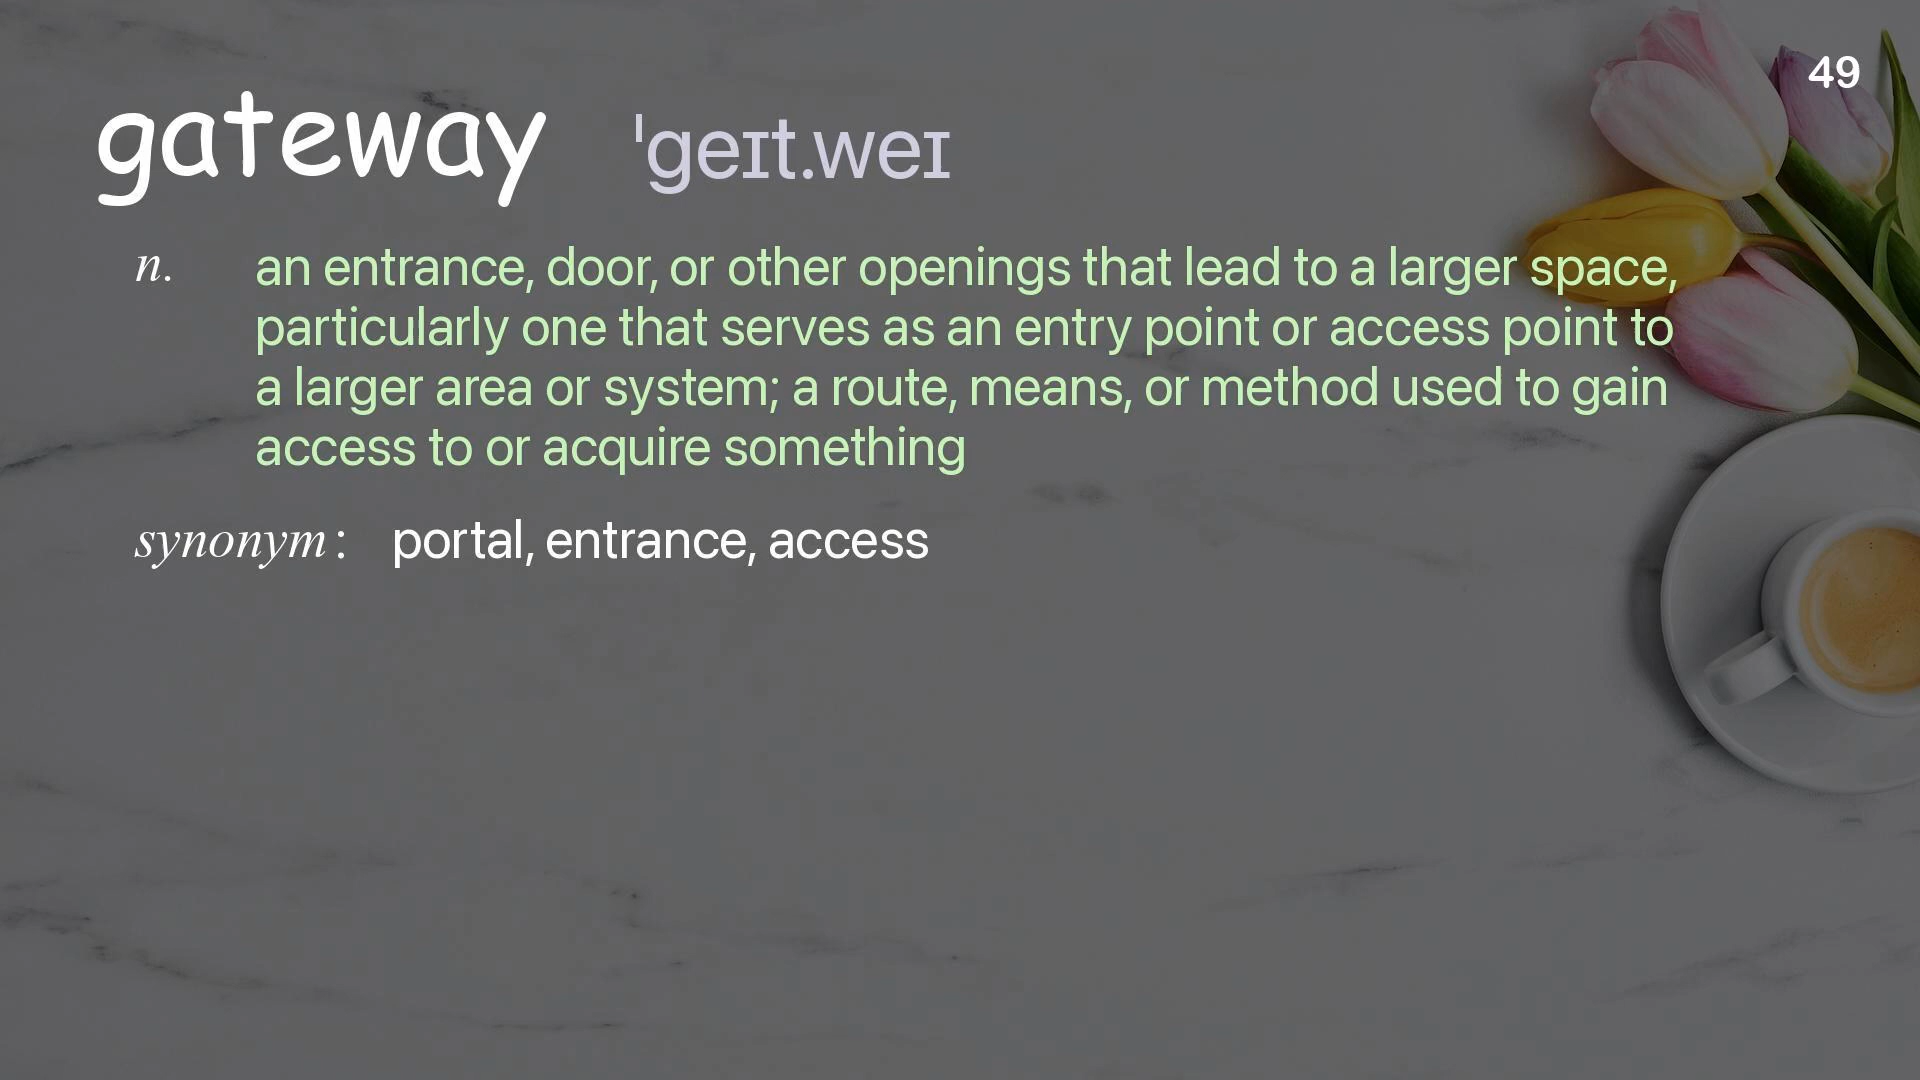 49
gateway ˈɡeɪt.weɪ
n. an entrance, door, or other openings that lead to a larger space,
particularly one that serves as an entry point or access point to
a larger area or system; a route, means, or method used to gain
access to or acquire something
synonym : portal, entrance, access